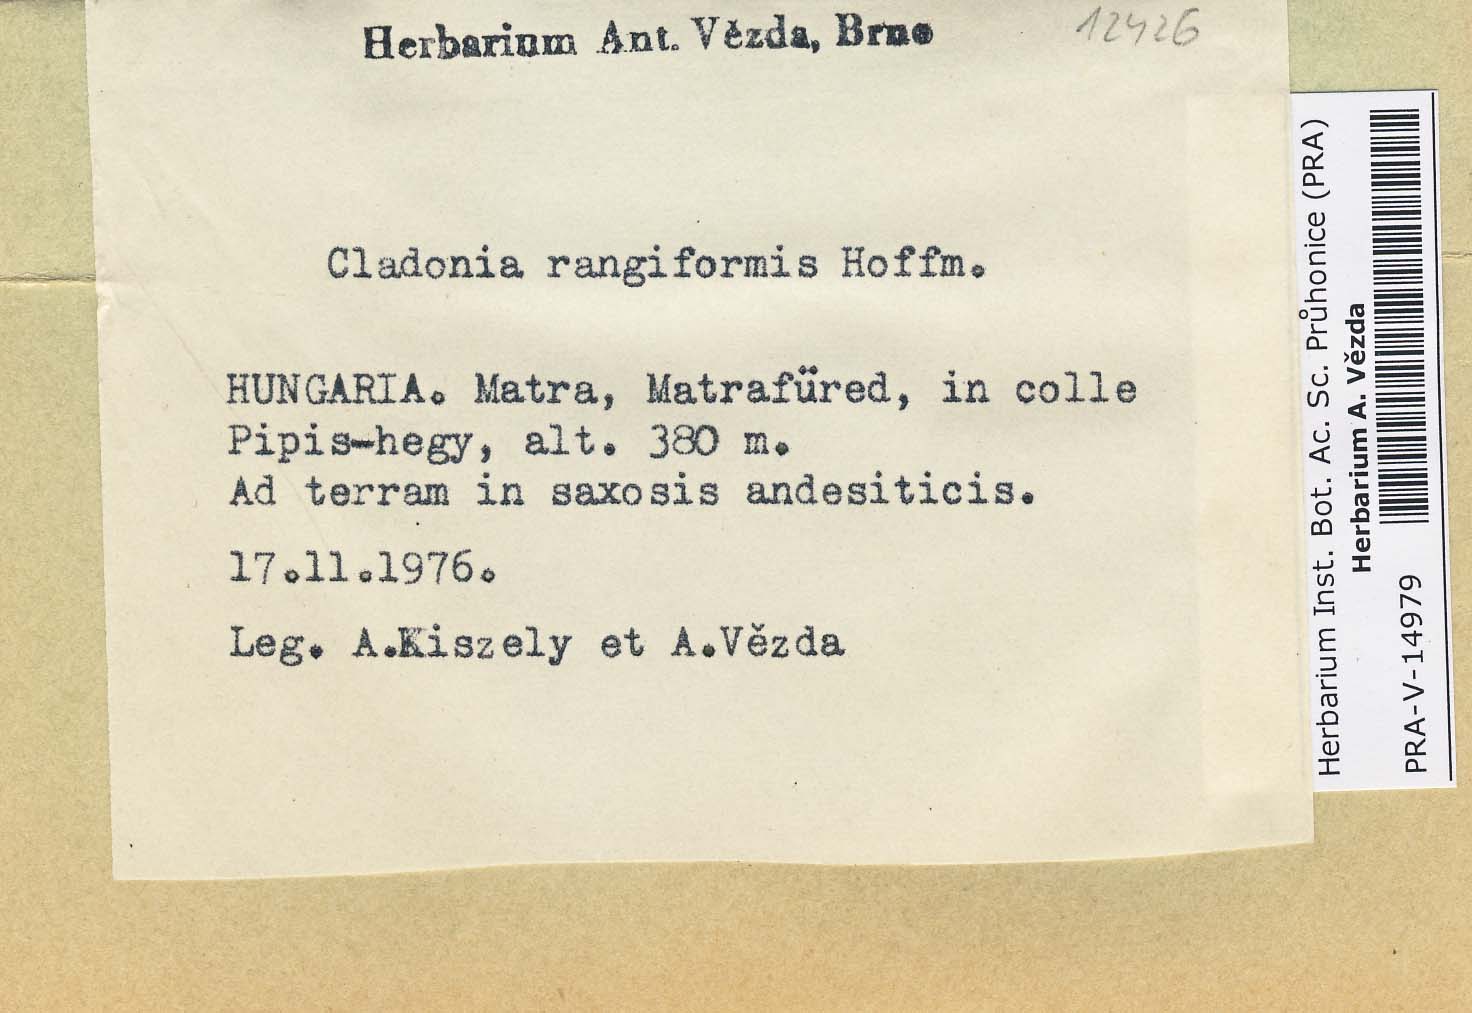 Herbarium Ant. Vězda, Brno
12426
Cladonia rangiformis Hoffm.
HUNGARIA. Matra, Matrafüred, in colle
Pipis-hegy, alt. 380 m.
Ad terram in saxosis andesiticis.
17.11.1976.
Leg. A.Kiszely et A.Vězda
Herbarium Inst. Bot. Ac. Sc. Průhonice (PRA)
Herbarium A. Vězda
PRA-V-14979